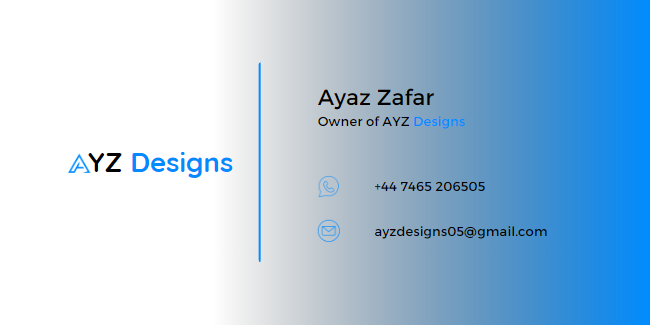 AYZ Designs
Ayaz Zafar
Owner of AYZ Designs
+44 7465 206505
ayzdesigns05@gmail.com